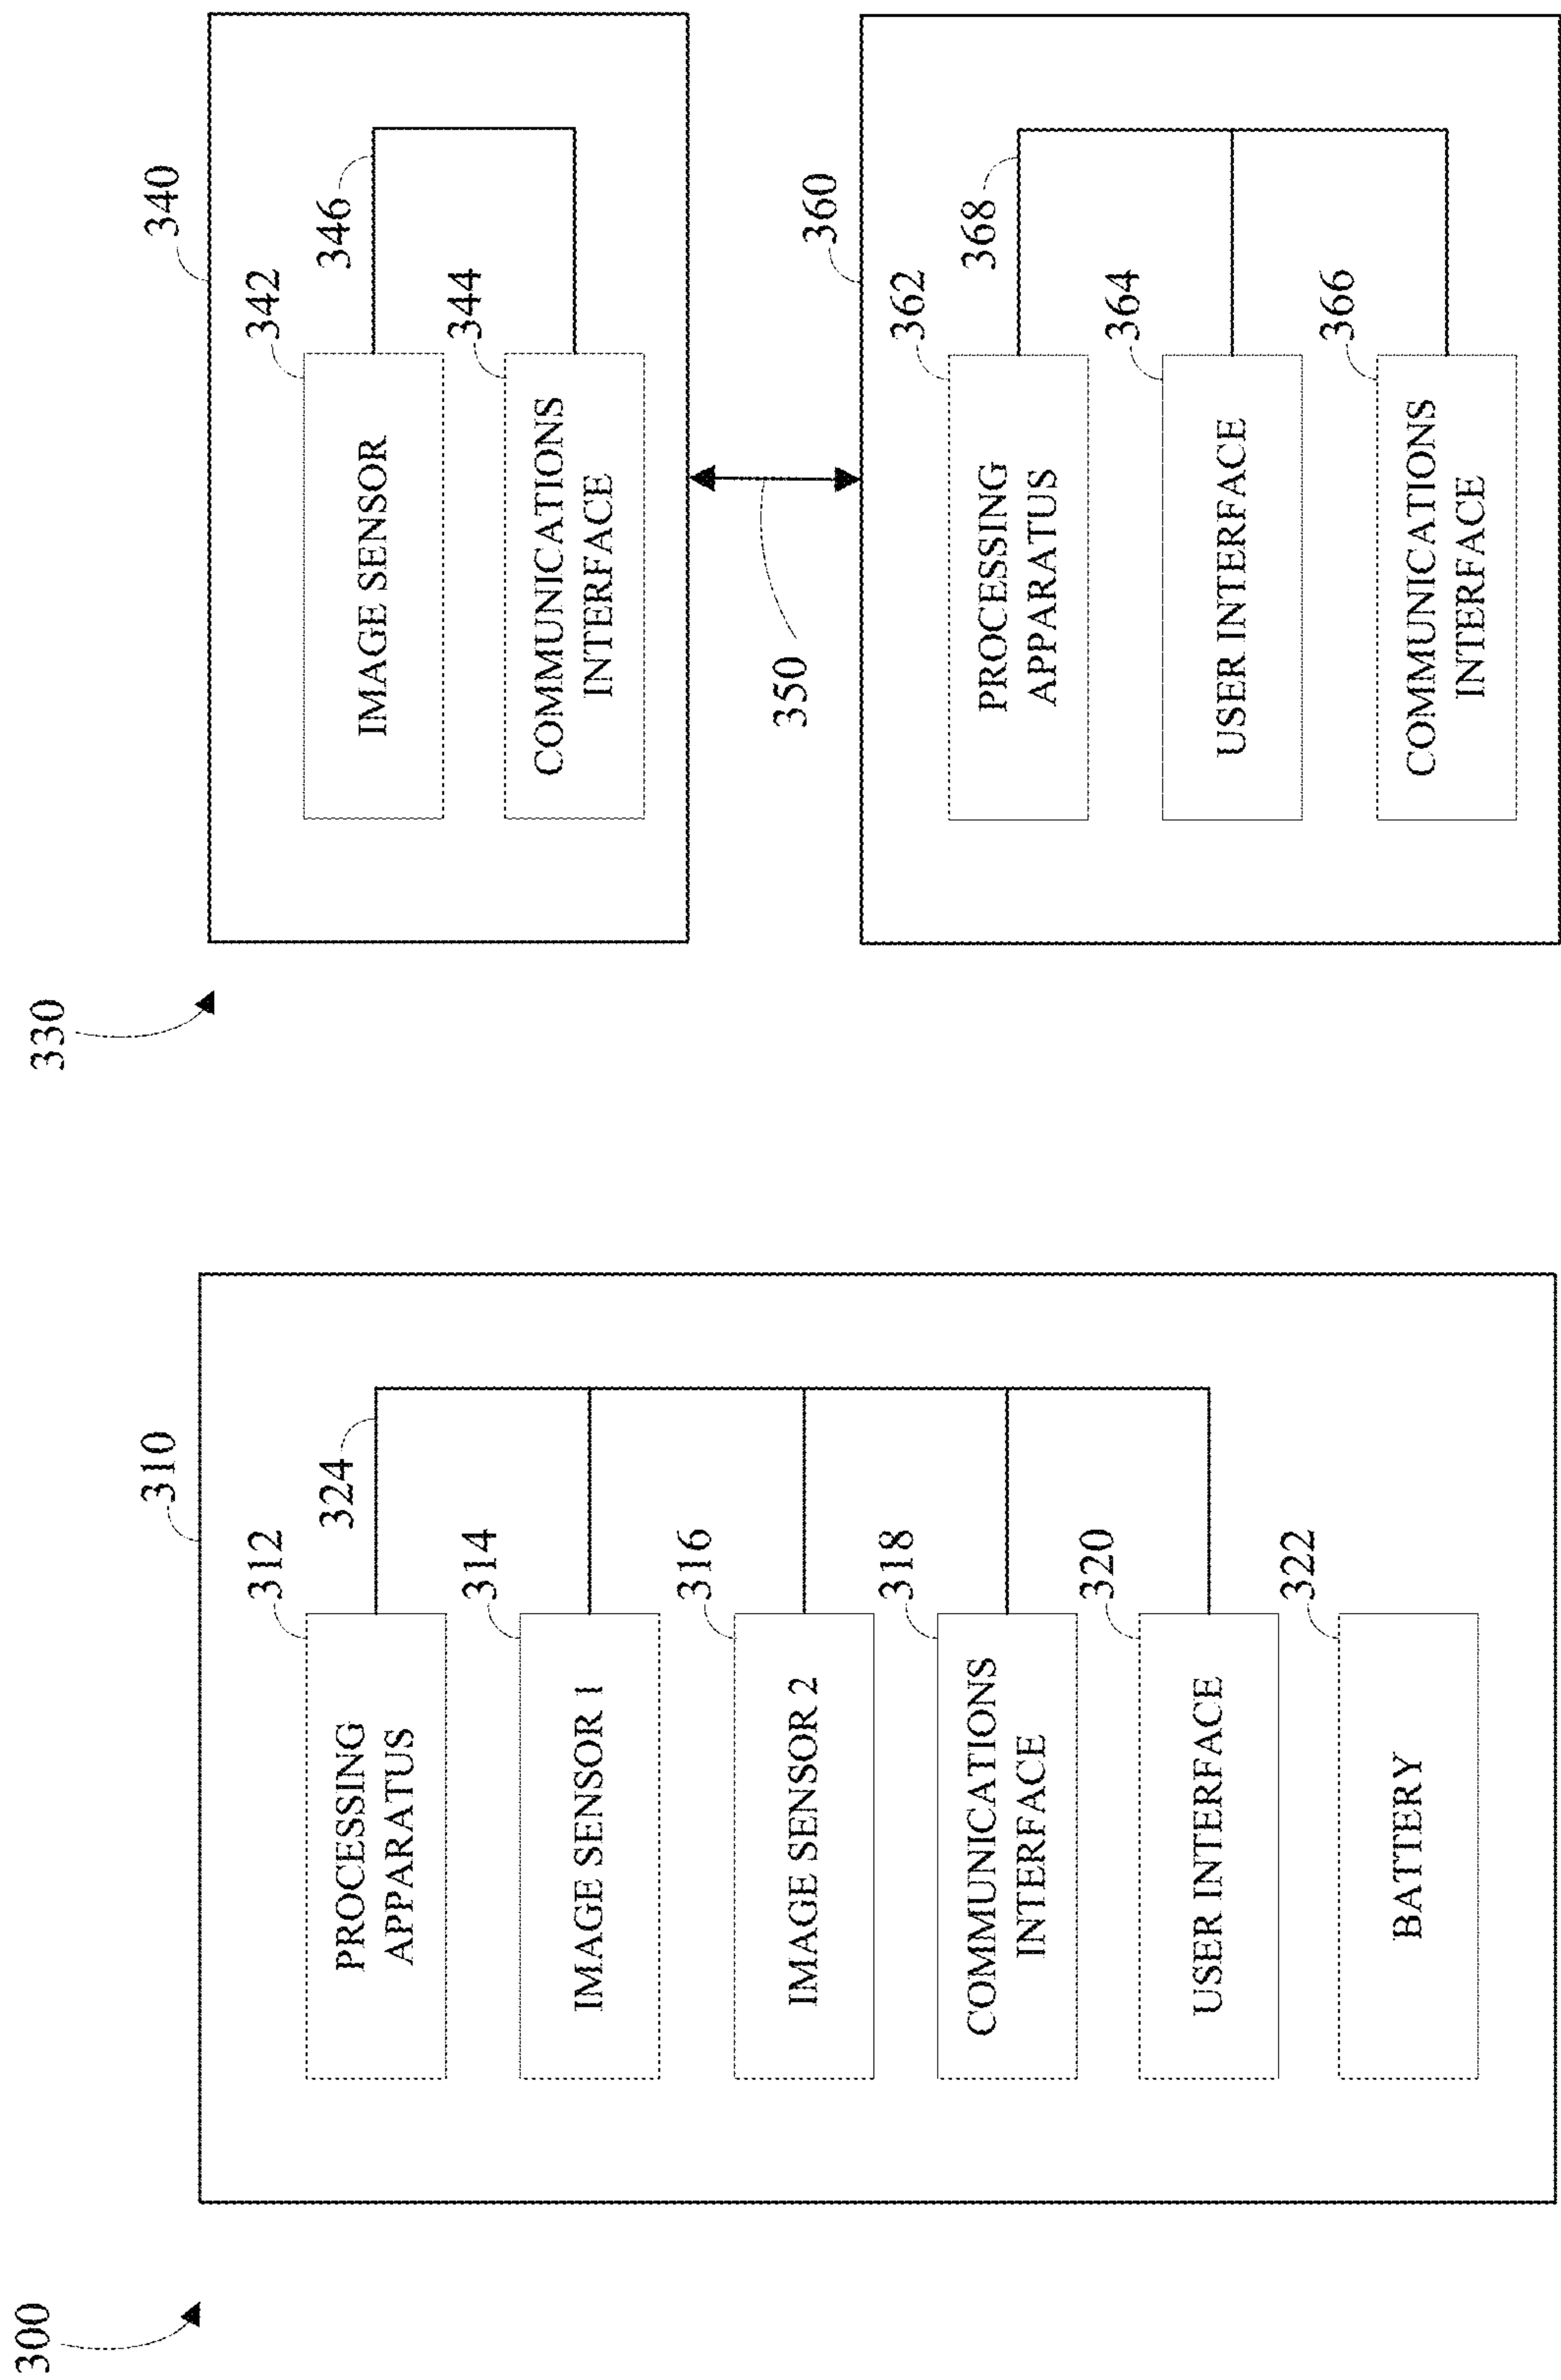 300
310
312
PROCESSING
APPARATUS
324
314
IMAGE SENSOR 1
316
IMAGE SENSOR 2
318
COMMUNICATIONS
INTERFACE
320
USER INTERFACE
322
BATTERY
330
340
342
IMAGE SENSOR
346
344
COMMUNICATIONS
INTERFACE
350
360
362
PROCESSING
APPARATUS
368
364
USER INTERFACE
366
COMMUNICATIONS
INTERFACE